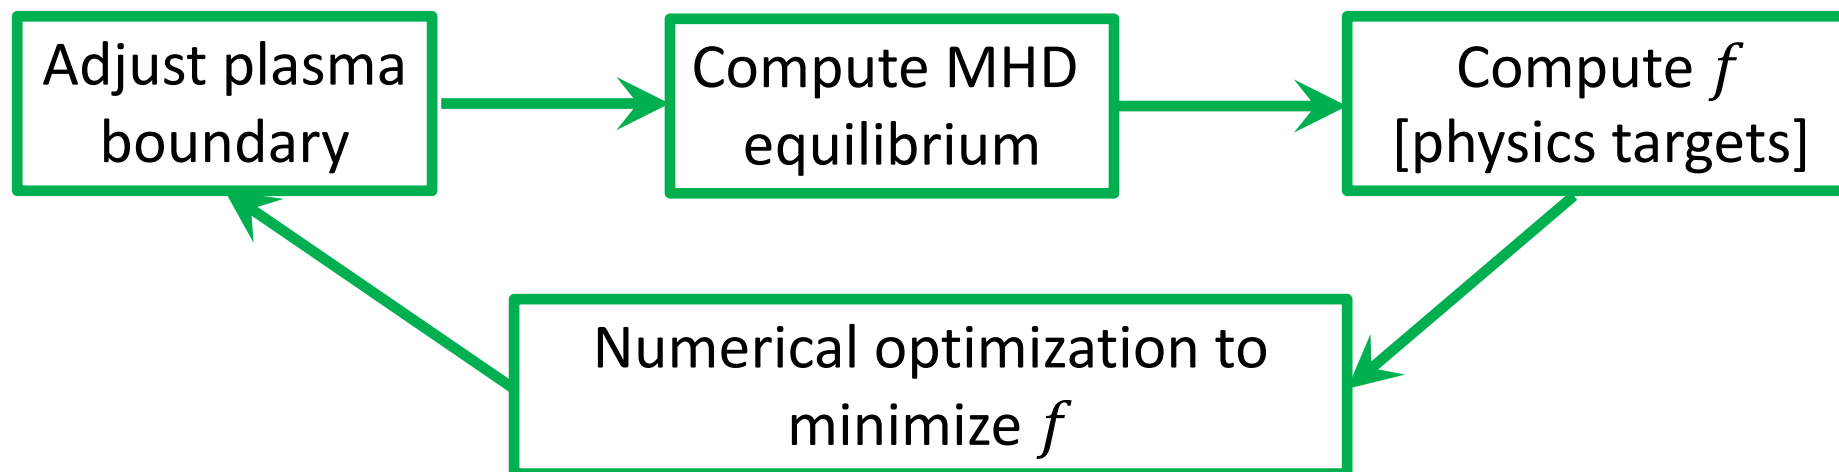 Adjust plasma
boundary
Compute MHD
equilibrium
Compute f
[physics targets]
Numerical optimization to
minimize f